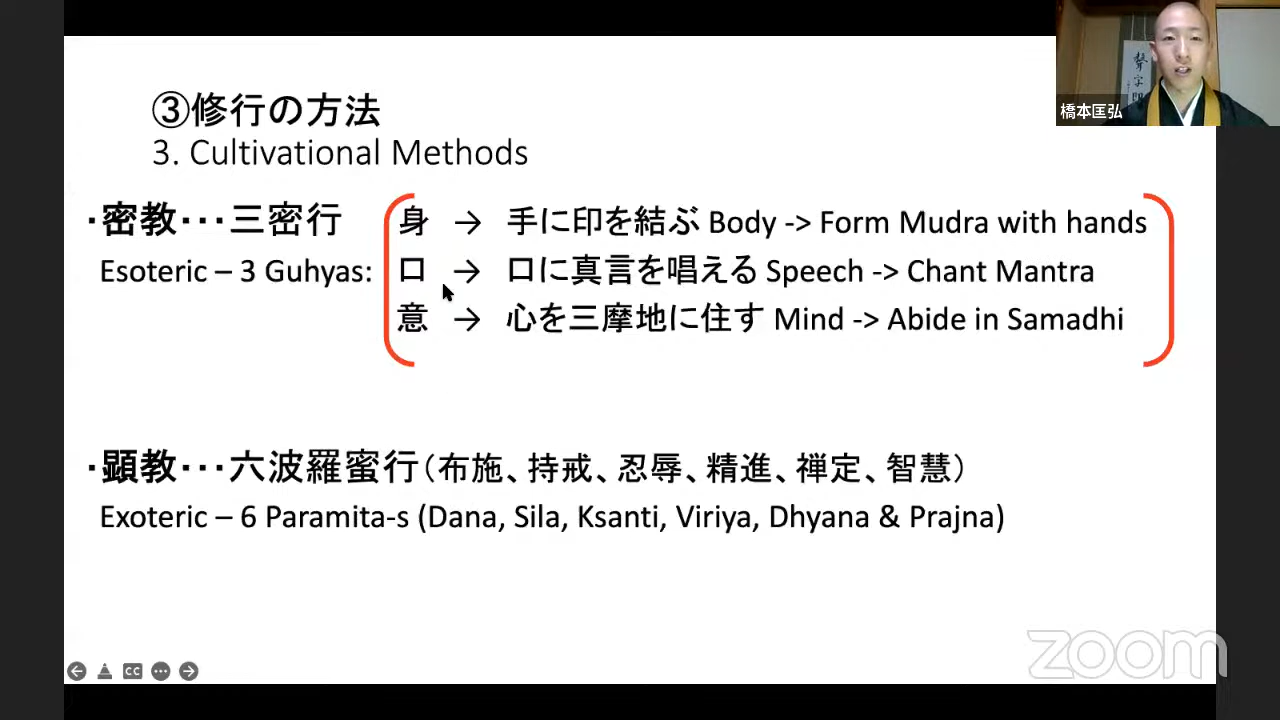 ③修行の方法
3. Cultivational Methods
・密教・・・三密行
Esoteric – 3 Guhyas:
身 → 手に印を結ぶ Body -> Form Mudra with hands
口 → 口に真言を唱える Speech -> Chant Mantra
意 → 心を三摩地に住す Mind -> Abide in Samadhi
・顕教・・・六波羅蜜行（布施、持戒、忍辱、精進、禅定、智慧）
Exoteric – 6 Paramita-s (Dana, Sila, Ksanti, Viriya, Dhyana & Prajna)
橋本匡弘
CC
zoom